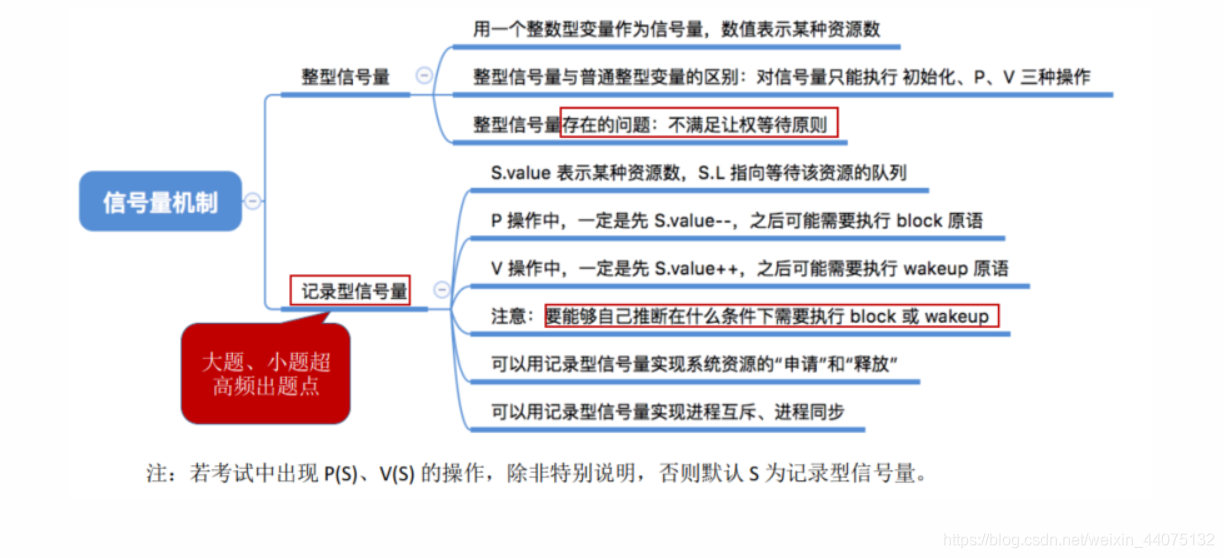 用一个整数型变量作为信号量，数值表示某种资源数
整型信号量
整型信号量与普通整型变量的区别：对信号量只能执行 初始化、P、V 三种操作
整型信号量存在的问题：不满足让权等待原则
信号量机制
S.value 表示某种资源数，S.L 指向等待该资源的队列
P 操作中，一定是先 S.value--，之后可能需要执行 block 原语
V 操作中，一定是先 S.value++，之后可能需要执行 wakeup 原语
记录型信号量
注意：要能够自己推断在什么条件下需要执行 block 或 wakeup
可以用记录型信号量实现系统资源的“申请”和“释放”
可以用记录型信号量实现进程互斥、进程同步
大题、小题超
高频出题点
注：若考试中出现 P(S)、V(S) 的操作，除非特别说明，否则默认 S 为记录型信号量。
https://blog.csdn.net/weixin_44075132